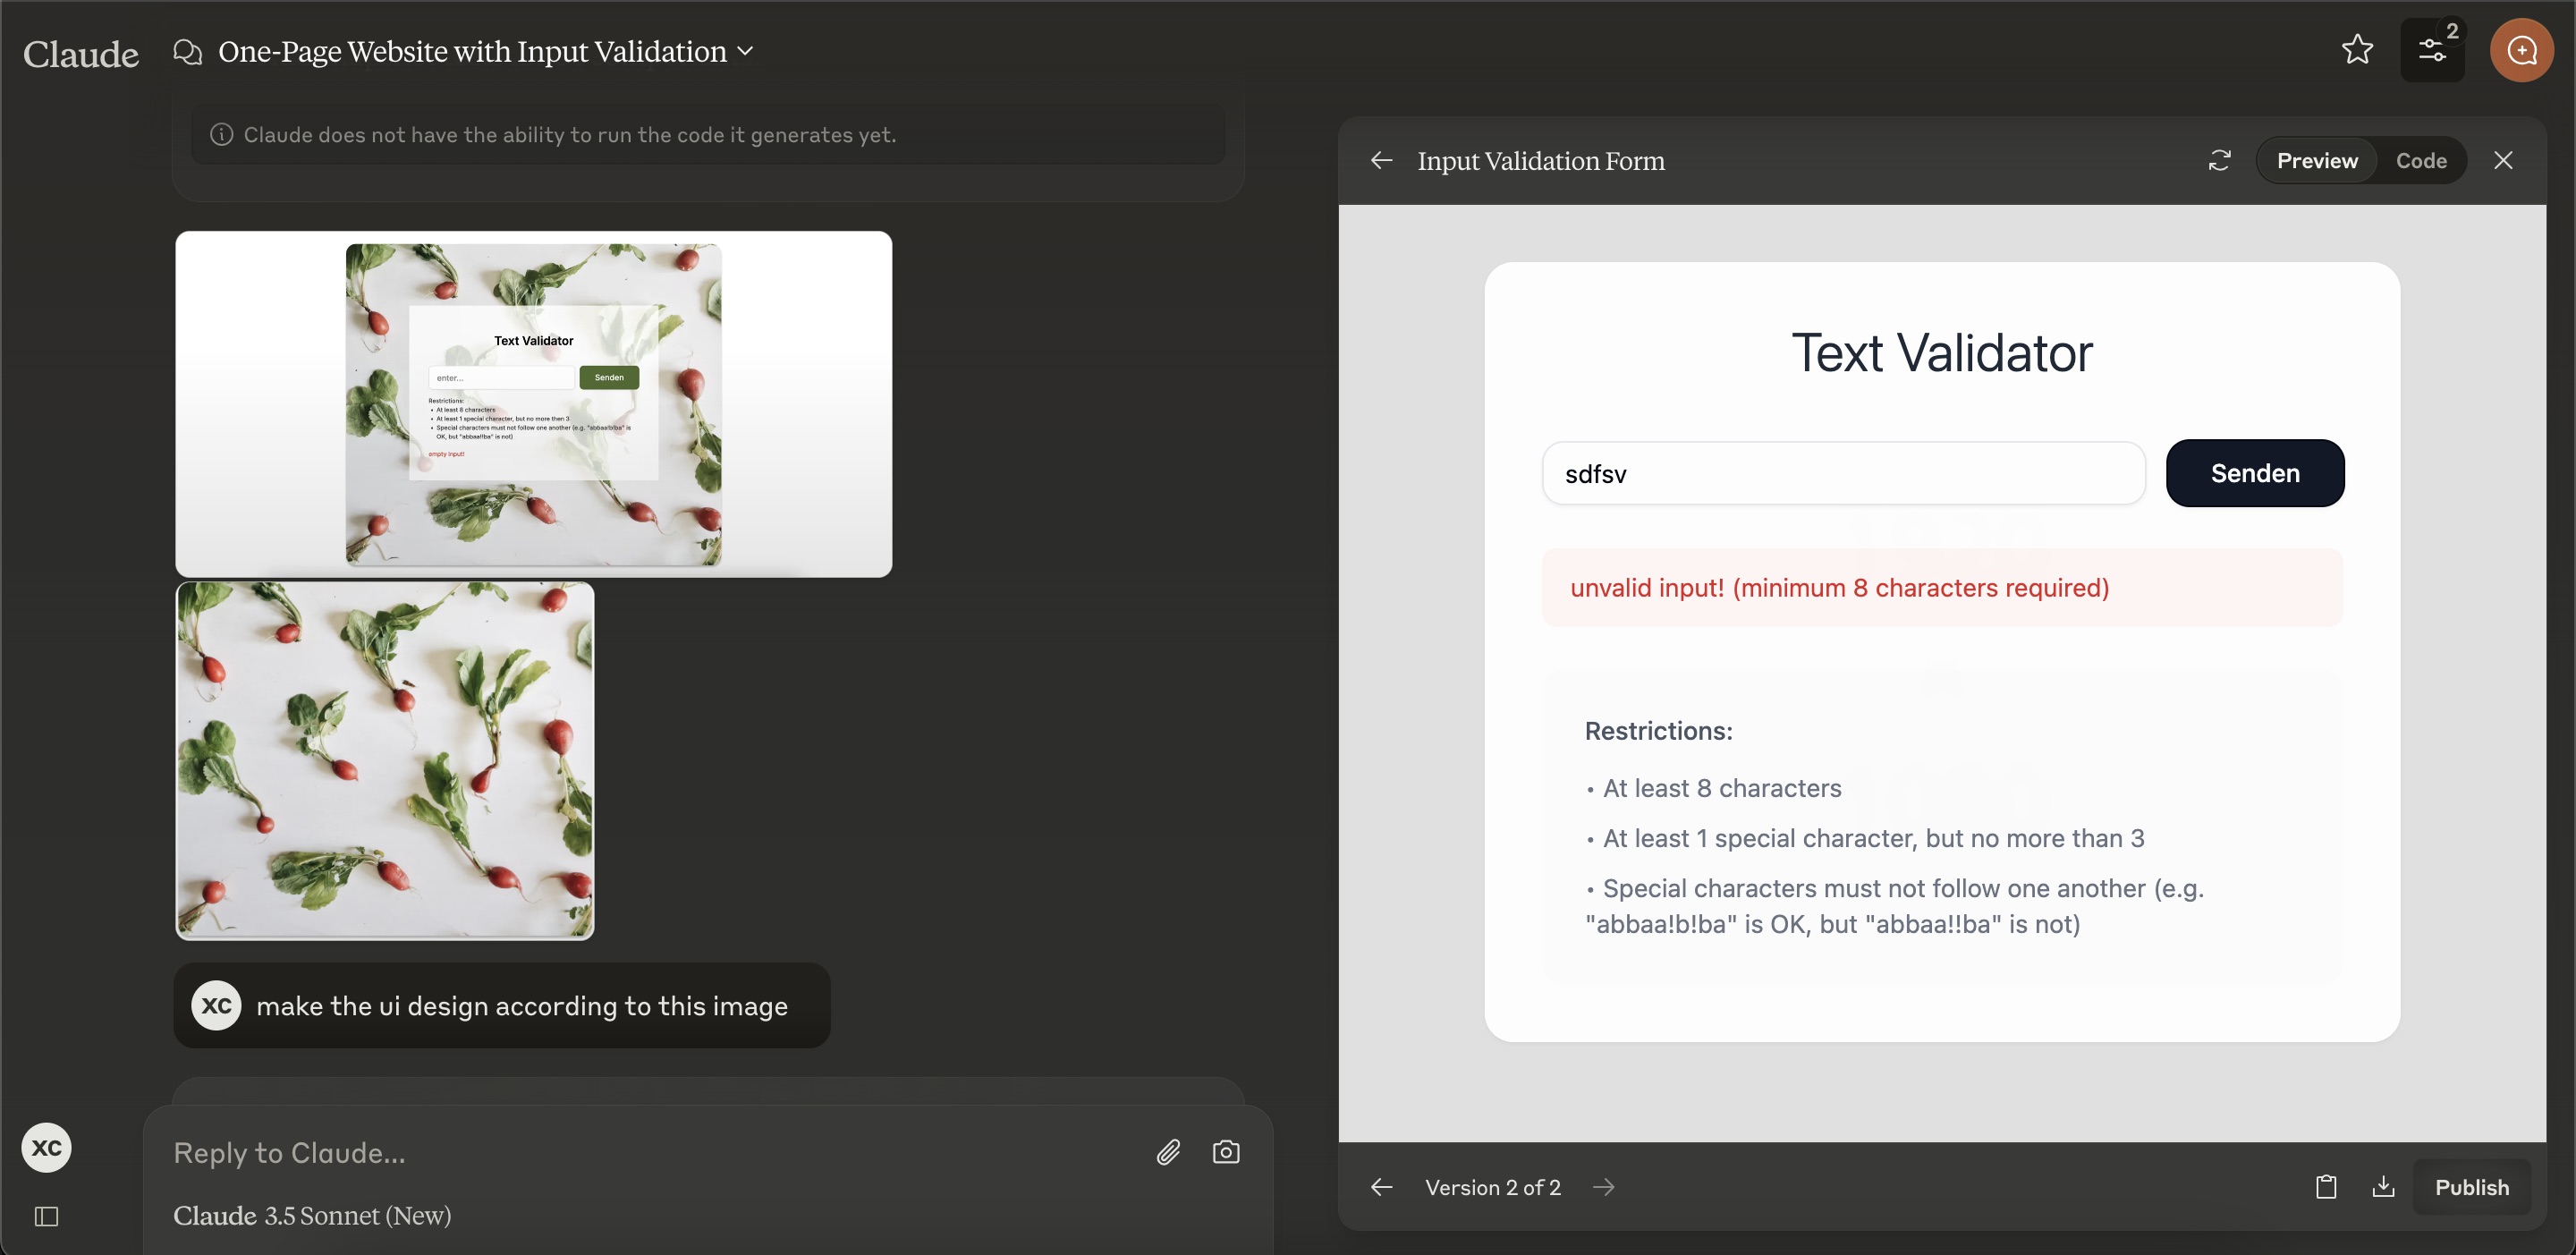 Claude
One-Page Website with Input Validation
2
Claude does not have the ability to run the code it generates yet.
Text Validator
enter...
Senden
Restrictions:
• At least 8 characters
• At least 1 special character, but no more then 3
• Special characters must not follow one another (e.g. "abbaa!b!ba" is
OK, but "abbaa!!ba" is not)
empty input!
XC
make the ui design according to this image
XC
Reply to Claude...
Claude 3.5 Sonnet (New)
Input Validation Form
Preview
Code
Text Validator
sdfsv
Senden
unvalid input! (minimum 8 characters required)
Restrictions:
• At least 8 characters
• At least 1 special character, but no more than 3
• Special characters must not follow one another (e.g.
"abbaa!b!ba" is OK, but "abbaa!!ba" is not)
Version 2 of 2
Publish